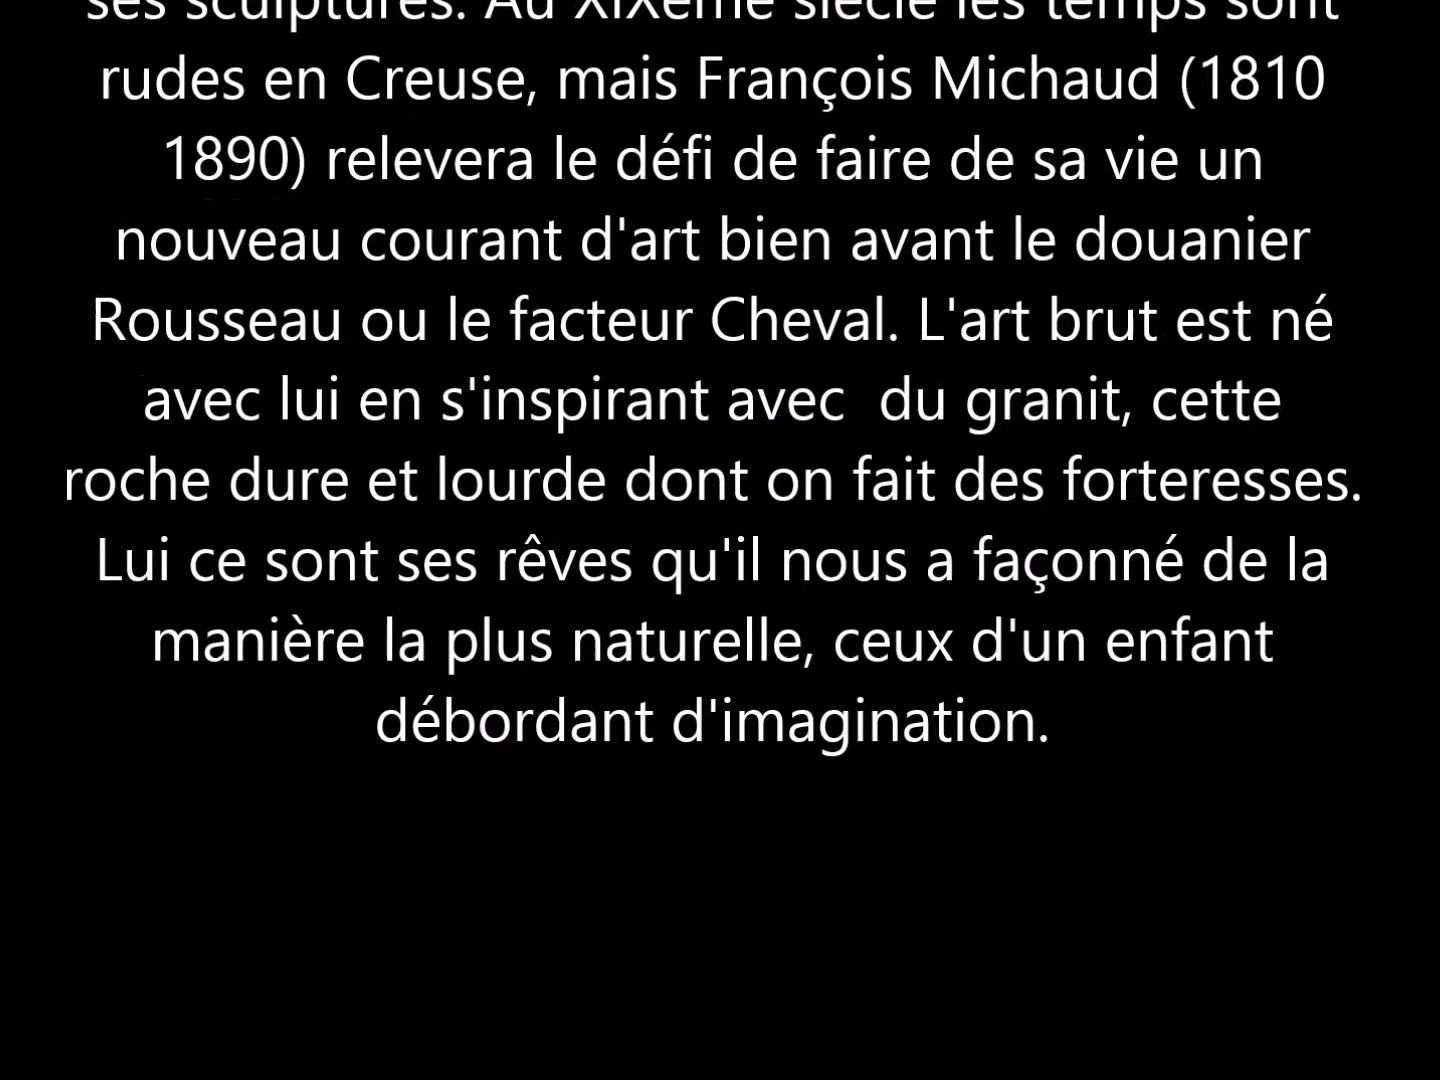 ses sculptures. Au XIXème siècle les temps sont
rudes en Creuse, mais François Michaud (1810
1890) relevera le défi de faire de sa vie un
nouveau courant d'art bien avant le douanier
Rousseau ou le facteur Cheval. L'art brut est né
avec lui en s'inspirant avec  du granit, cette
roche dure et lourde dont on fait des forteresses.
Lui ce sont ses rêves qu'il nous a façonné de la
manière la plus naturelle, ceux d'un enfant
débordant d'imagination.